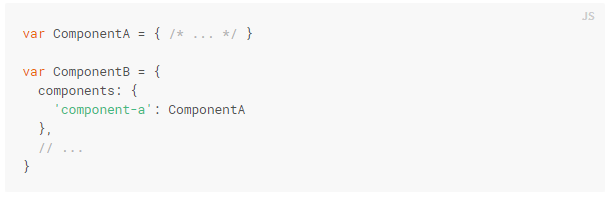 JS
var ComponentA = { /* ... */ }
var ComponentB = {
  components: {
    'component-a': ComponentA
  },
  // ...
}